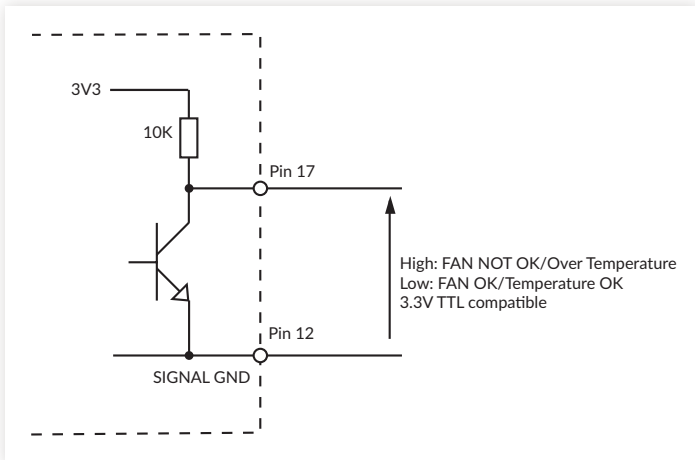 3V3
10K
Pin 17
High: FAN NOT OK/Over Temperature
Low: FAN OK/Temperature OK
3.3V TTL compatible
Pin 12
SIGNAL GND